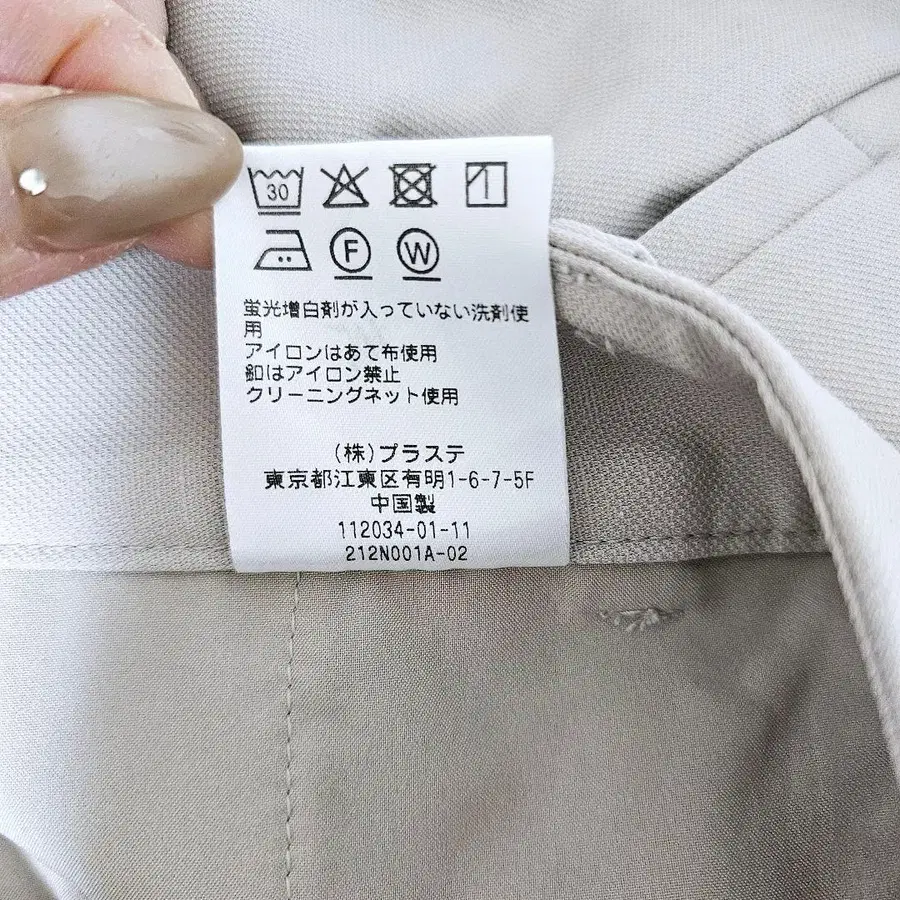 30
F W
蛍光増白剤が入っていない洗剤使
用
アイロンはあて布使用
釦はアイロン禁止
クリーニングネット使用
(株)プラステ
東京都江東区有明1-6-7-5F
中国製
112034-01-11
212N001A-02